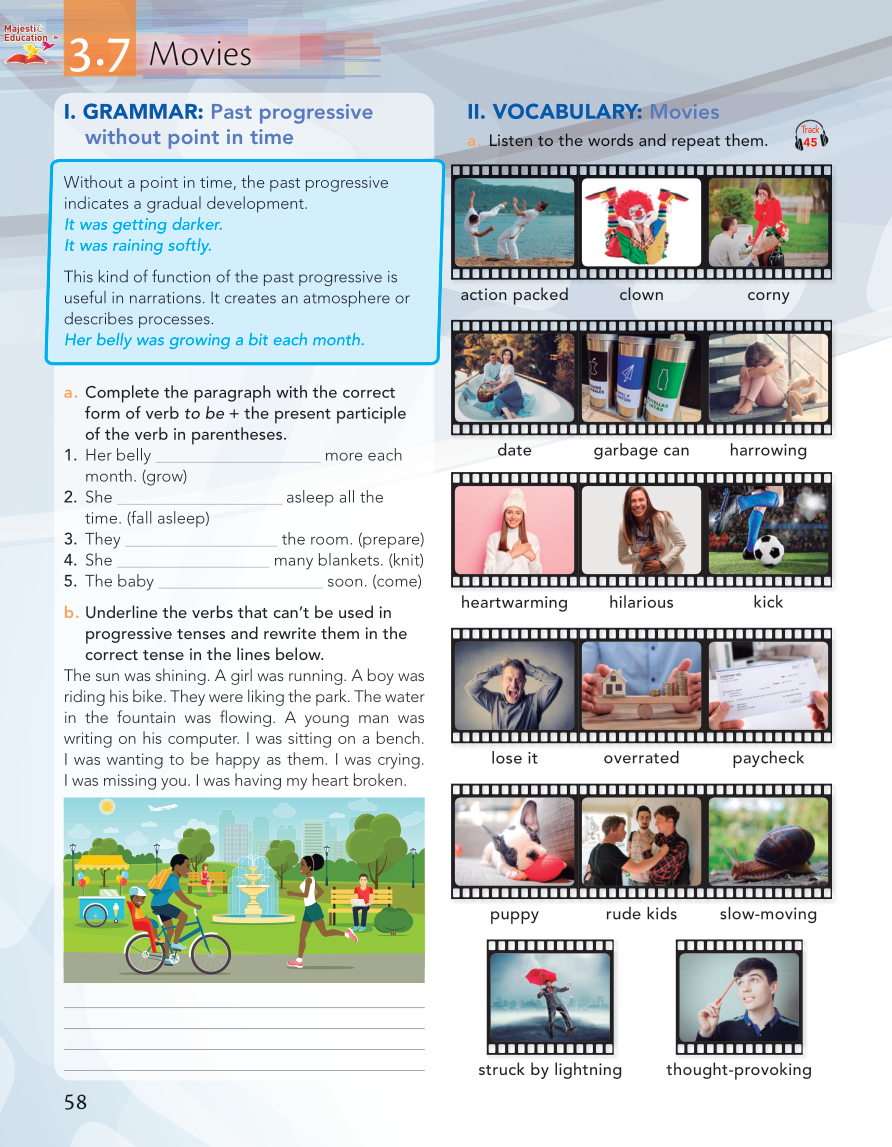 Majestic Education
3.7 Movies
I. GRAMMAR: Past progressive
without point in time
Without a point in time, the past progressive
indicates a gradual development.
It was getting darker.
It was raining softly.
This kind of function of the past progressive is
useful in narrations. It creates an atmosphere or
describes processes.
Her belly was growing a bit each month.
a. Complete the paragraph with the correct
form of verb to be + the present participle
of the verb in parentheses.
1. Her belly ____________________ more each
month. (grow)
2. She ____________________ asleep all the
time. (fall asleep)
3. They ____________________ the room. (prepare)
4. She ____________________ many blankets. (knit)
5. The baby ____________________ soon. (come)
b. Underline the verbs that can’t be used in
progressive tenses and rewrite them in the
correct tense in the lines below.
The sun was shining. A girl was running. A boy was
riding his bike. They were liking the park. The water
in the fountain was flowing. A young man was
writing on his computer. I was sitting on a bench.
I was wanting to be happy as them. I was crying.
I was missing you. I was having my heart broken.
58
II. VOCABULARY: Movies
a. Listen to the words and repeat them.
Track
45
action packed clown corny
date garbage can harrowing
heartwarming hilarious kick
lose it overrated paycheck
puppy rude kids slow-moving
struck by lightning thought-provoking